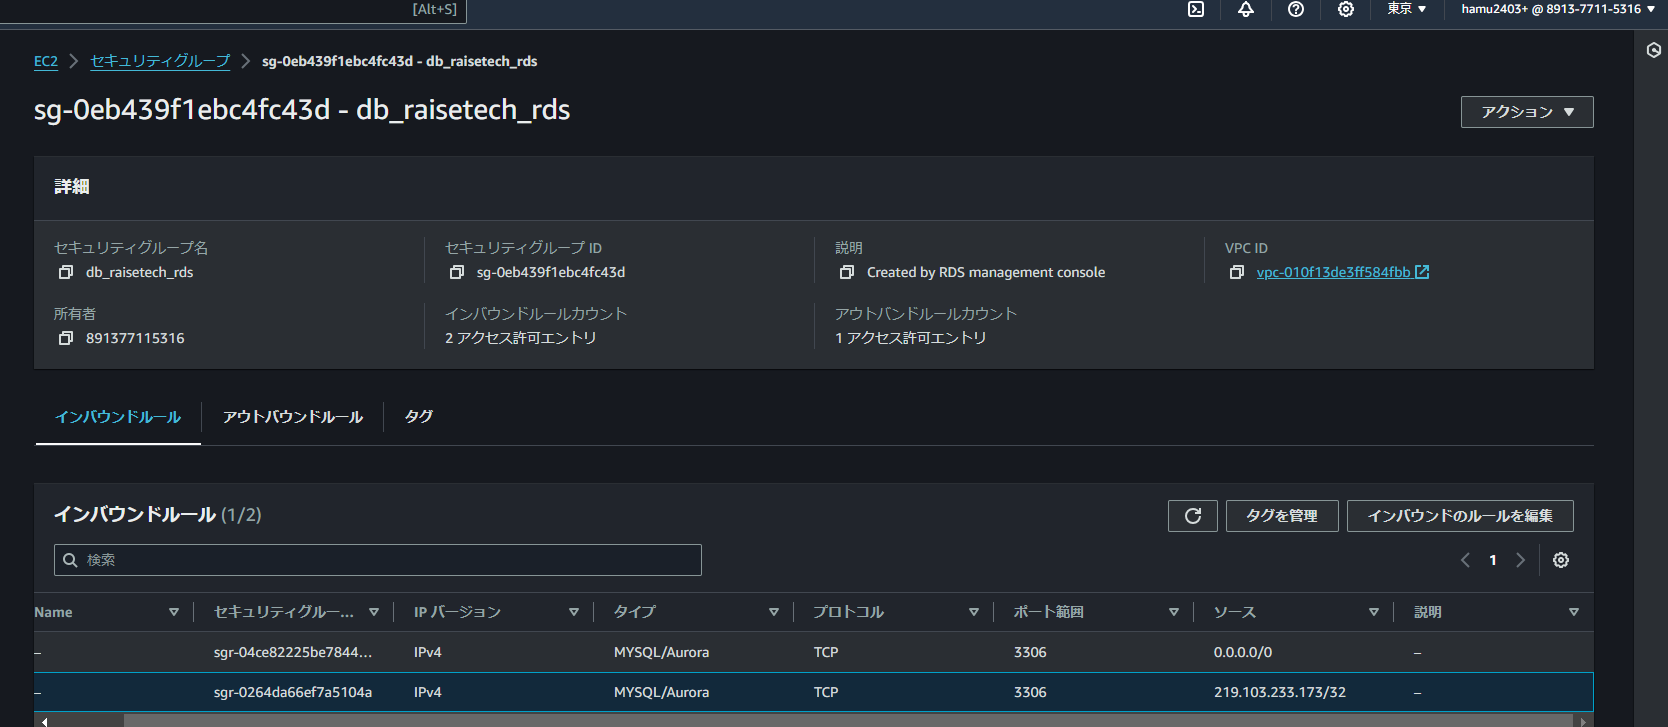 [Alt+S]
東京 ▼ hamu2403+ @ 8913-7711-5316 ▼
EC2 > セキュリティグループ > sg-0eb439f1ebc4fc43d - db_raisetech_rds
sg-0eb439f1ebc4fc43d - db_raisetech_rds
アクション ▼
詳細
セキュリティグループ名 セキュリティグループ ID 説明 VPC ID
db_raisetech_rds sg-0eb439f1ebc4fc43d Created by RDS management console vpc-010f13de3ff584fbb
所有者 インバウンドルールカウント アウトバンドルールカウント
891377115316 2 アクセス許可エントリ 1 アクセス許可エントリ
インバウンドルール アウトバウンドルール タグ
インバウンドルール (1/2) タグを管理 インバウンドのルールを編集
検索 < 1 >
Name セキュリティグルー... IP バージョン タイプ プロトコル ポート範囲 ソース 説明
– sgr-04ce82225be7844... IPv4 MYSQL/Aurora TCP 3306 0.0.0.0/0 –
– sgr-0264da66ef7a5104a IPv4 MYSQL/Aurora TCP 3306 219.103.233.173/32 –